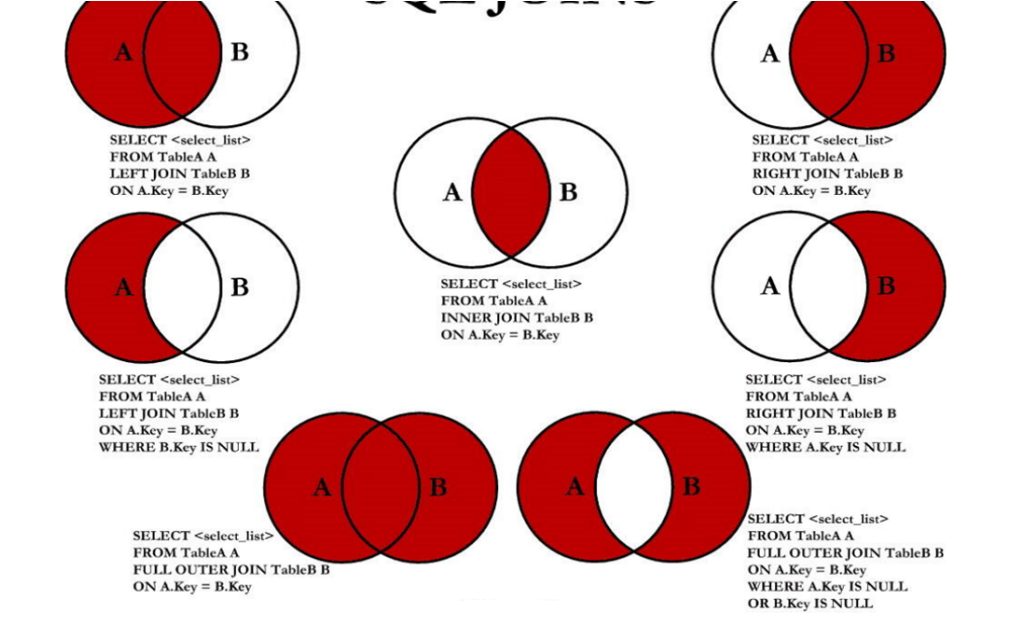 SQL JOINS
A B
SELECT <select_list>
FROM TableA A
LEFT JOIN TableB B
ON A.Key = B.Key
A B
SELECT <select_list>
FROM TableA A
RIGHT JOIN TableB B
ON A.Key = B.Key
A B
SELECT <select_list>
FROM TableA A
INNER JOIN TableB B
ON A.Key = B.Key
A B
SELECT <select_list>
FROM TableA A
LEFT JOIN TableB B
ON A.Key = B.Key
WHERE B.Key IS NULL
A B
SELECT <select_list>
FROM TableA A
RIGHT JOIN TableB B
ON A.Key = B.Key
WHERE A.Key IS NULL
A B
SELECT <select_list>
FROM TableA A
FULL OUTER JOIN TableB B
ON A.Key = B.Key
A B
SELECT <select_list>
FROM TableA A
FULL OUTER JOIN TableB B
ON A.Key = B.Key
WHERE A.Key IS NULL
OR B.Key IS NULL